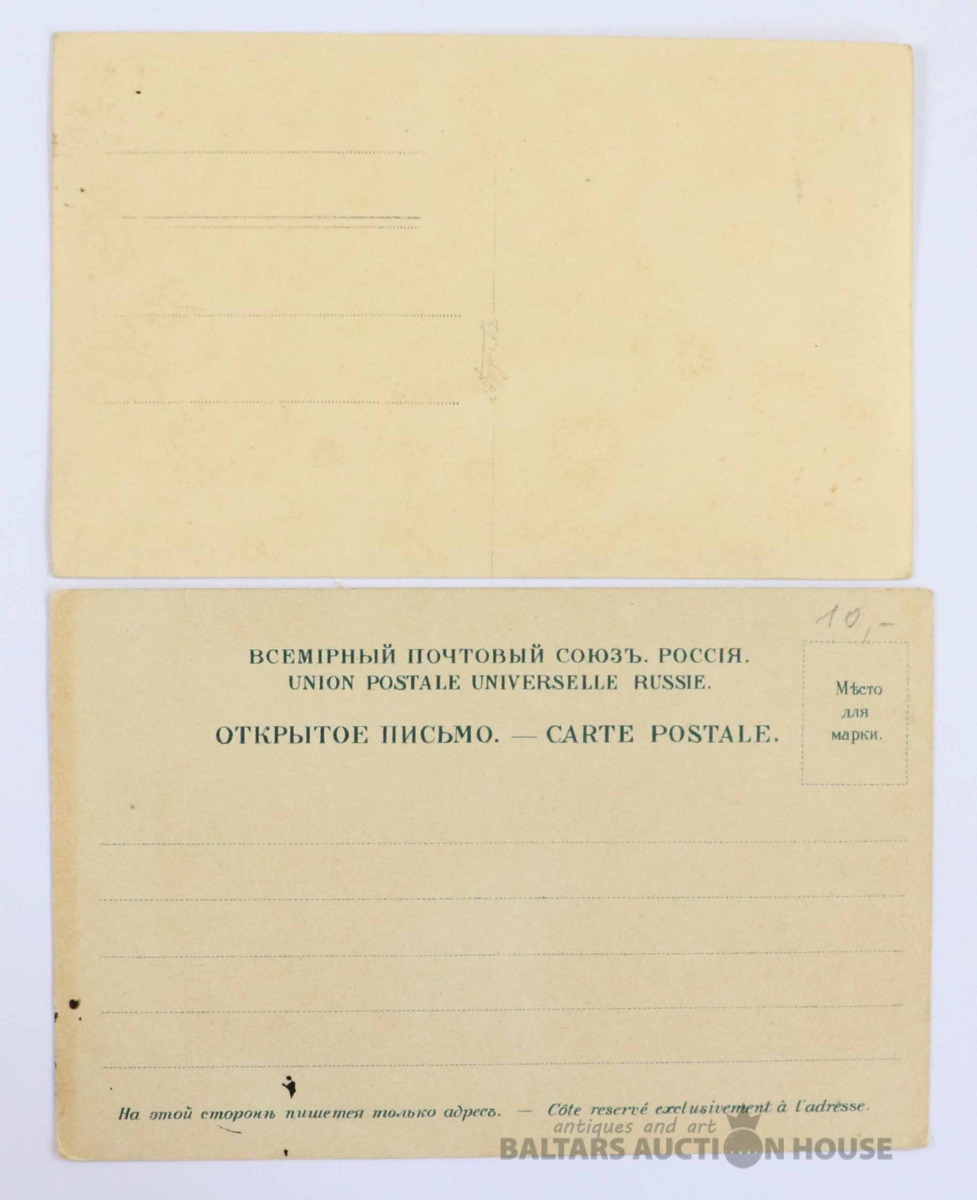 10,-
ВСЕМІРНЫЙ ПОЧТОВЫЙ СОЮЗЪ. РОССІЯ.
UNION POSTALE UNIVERSELLE RUSSIE.
ОТКРЫТОЕ ПИСЬМО. — CARTE POSTALE.
Мѣсто
для
марки.
На этой сторонѣ пишется только адресъ. — Côte reservé exclusivement à l'adrèsse.
antiques and art
BALTARS AUCTION HOUSE